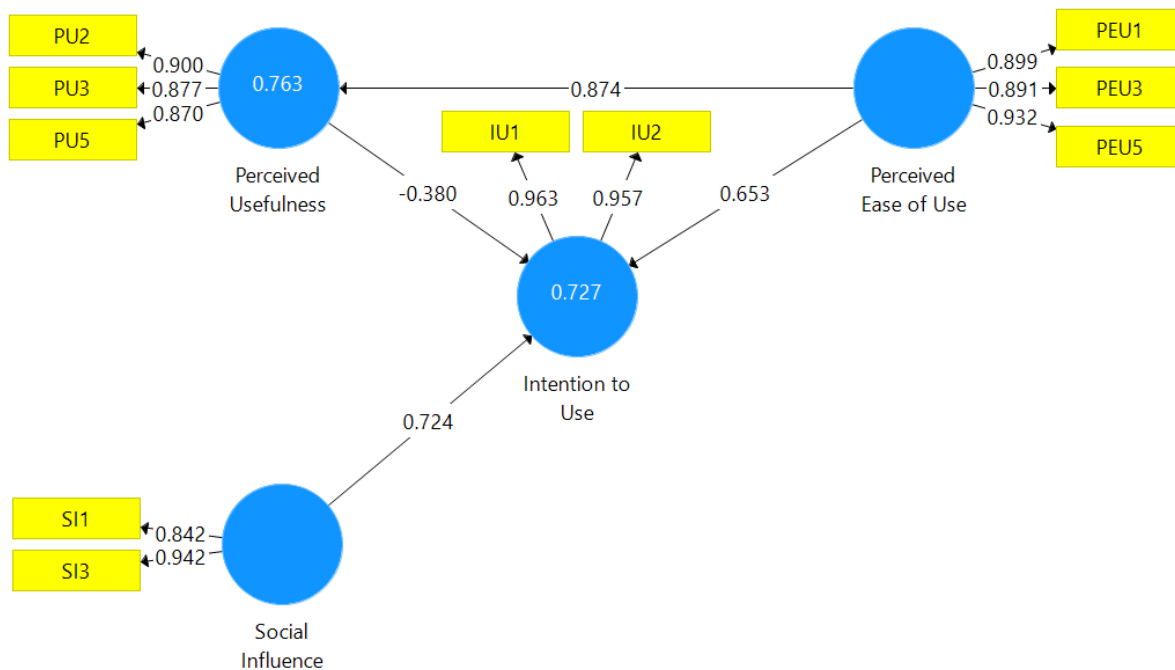 PU2
PU3
PU5
0.900
0.877
0.870
0.763
Perceived
Usefulness
0.874
PEU1
PEU3
PEU5
0.899
0.891
0.932
Perceived
Ease of Use
IU1
IU2
0.963
0.957
-0.380
0.653
0.727
Intention to
Use
0.724
SI1
SI3
0.842
0.942
Social
Influence